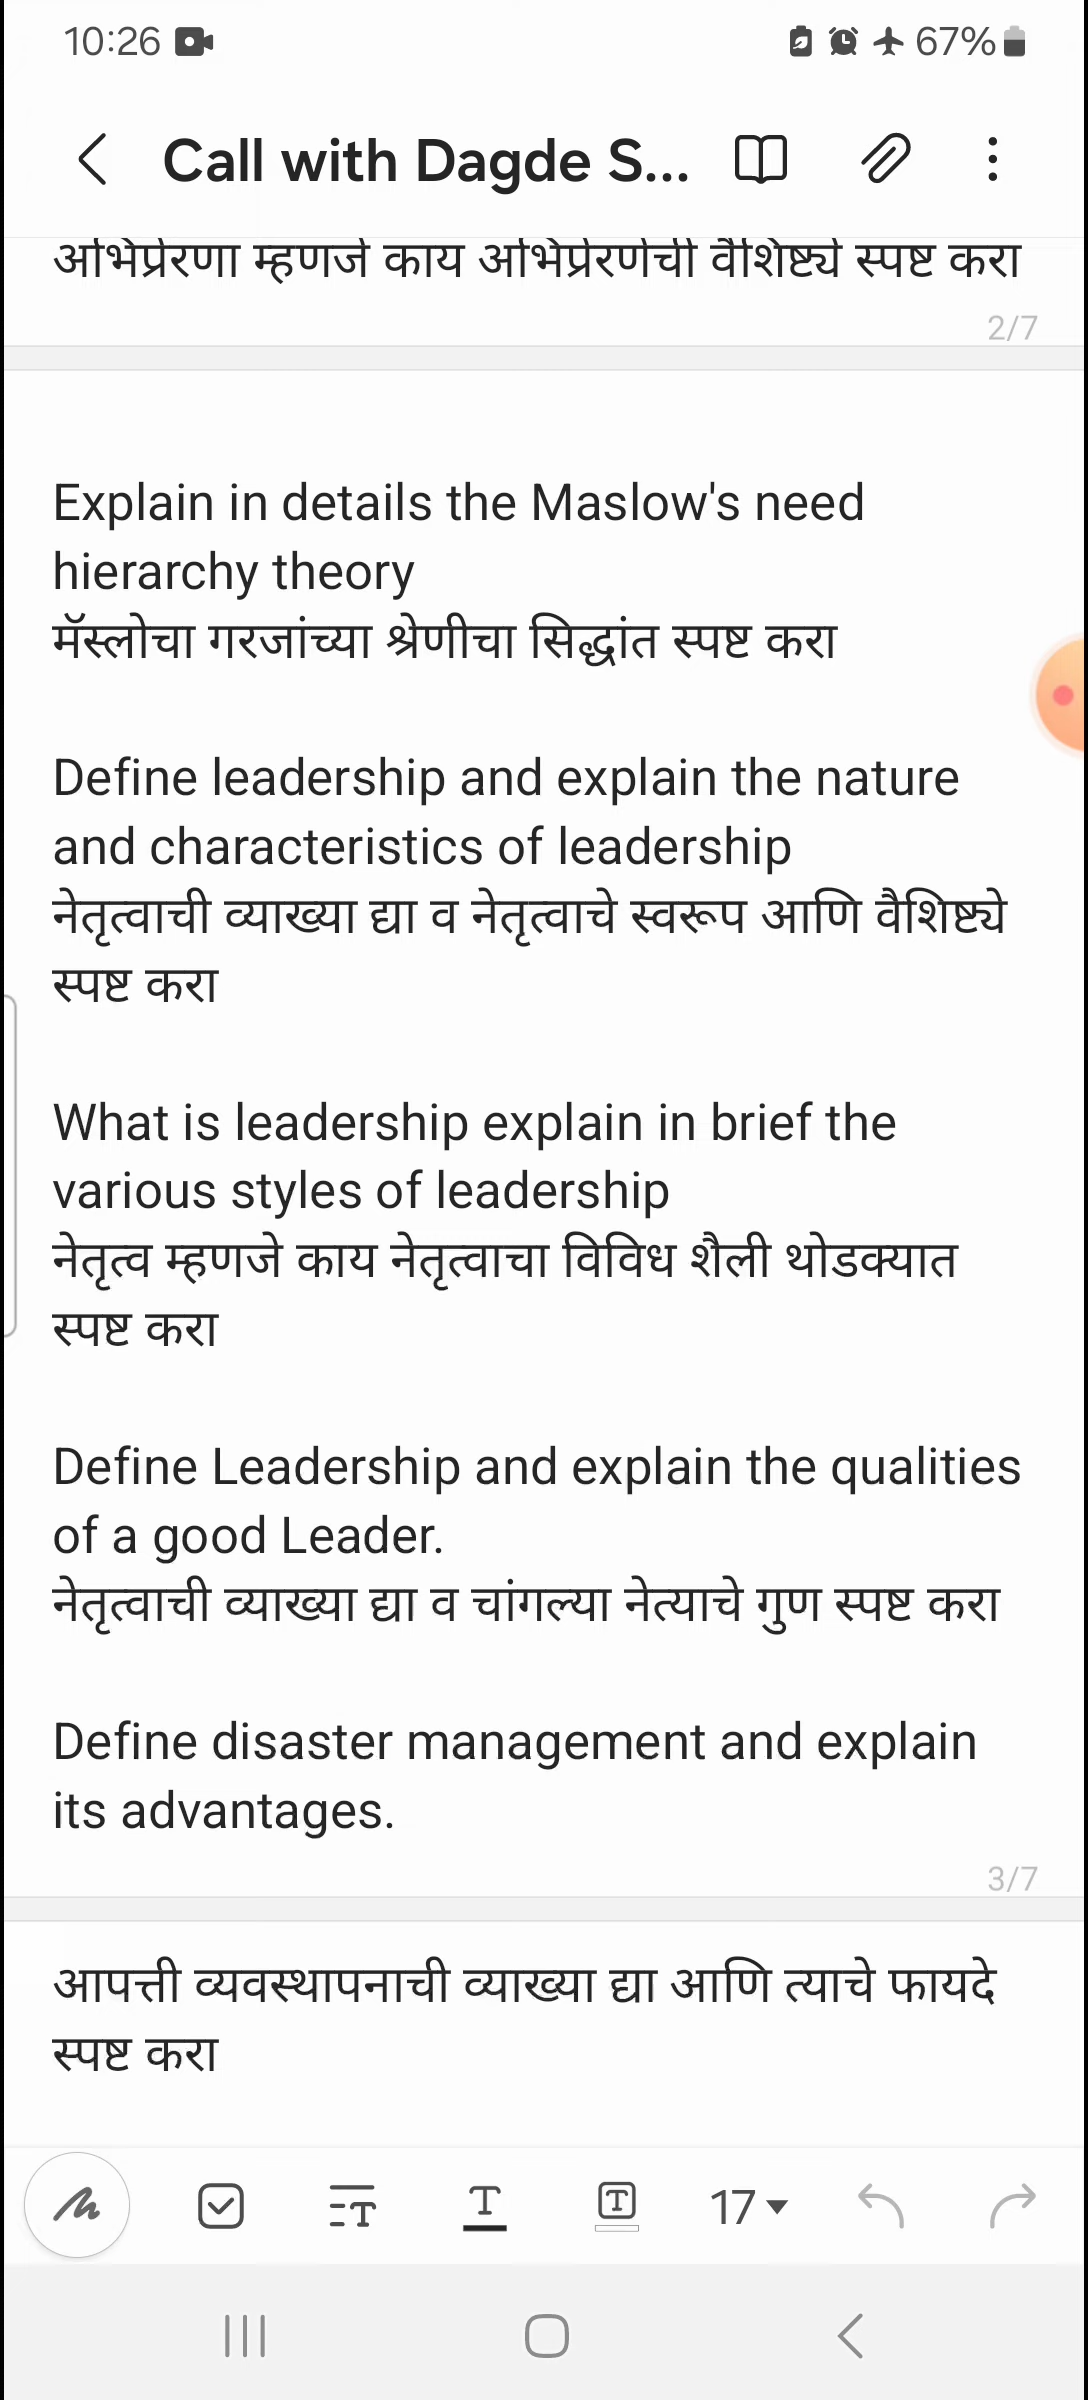 10:26
67%
Call with Dagde S...
अभिप्रेरणा म्हणजे काय अभिप्रेरणेची वैशिष्ट्ये स्पष्ट करा
2/7
Explain in details the Maslow's need
hierarchy theory
मॅस्लोचा गरजांच्या श्रेणीचा सिद्धांत स्पष्ट करा
Define leadership and explain the nature
and characteristics of leadership
नेतृत्वाची व्याख्या द्या व नेतृत्वाचे स्वरूप आणि वैशिष्ट्ये
स्पष्ट करा
What is leadership explain in brief the
various styles of leadership
नेतृत्व म्हणजे काय नेतृत्वाचा विविध शैली थोडक्यात
स्पष्ट करा
Define Leadership and explain the qualities
of a good Leader.
नेतृत्वाची व्याख्या द्या व चांगल्या नेत्याचे गुण स्पष्ट करा
Define disaster management and explain
its advantages.
3/7
आपत्ती व्यवस्थापनाची व्याख्या द्या आणि त्याचे फायदे
स्पष्ट करा
17